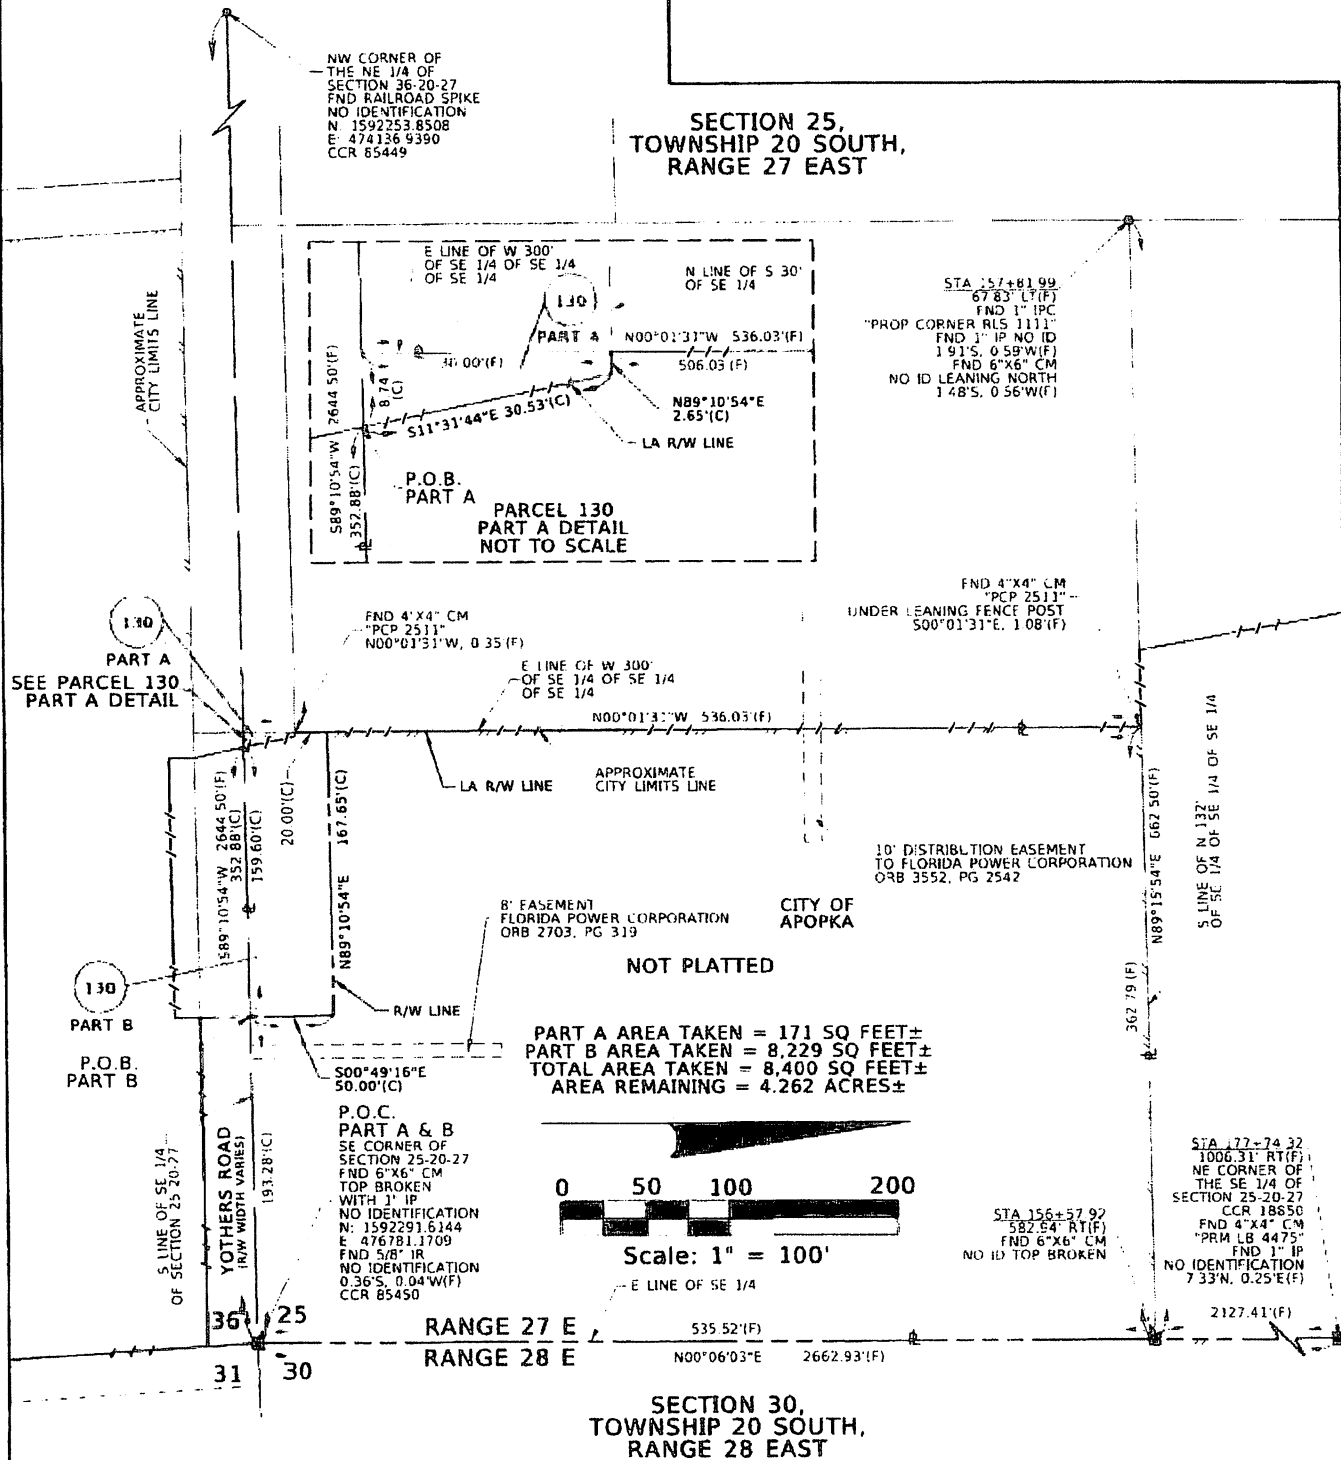 NW CORNER OF
THE NE 1/4 OF
SECTION 36-20-27
FND RAILROAD SPIKE
NO IDENTIFICATION
N: 1592253.8508
E: 474136.9390
CCR 85449
SECTION 25,
TOWNSHIP 20 SOUTH,
RANGE 27 EAST
APPROXIMATE
CITY LIMITS LINE
E LINE OF W 300'
OF SE 1/4 OF SE 1/4
OF SE 1/4
N LINE OF S 30'
OF SE 1/4
130
PART A
N00°01'31"W 536.03'(F)
30.00'(F)
506.03'(F)
8.74'
(C)
S89°10'54"W 2644.50'(F)
352.88'(C)
S11°31'44"E 30.53'(C)
N89°10'54"E
2.65'(C)
LA R/W LINE
P.O.B.
PART A
PARCEL 130
PART A DETAIL
NOT TO SCALE
STA 157+81.99
67.83' LT(F)
FND 1" IPC
"PROP CORNER RLS 1111"
FND 1" IP NO ID
1.91'S, 0.59'W(F)
FND 6"X6" CM
NO ID LEANING NORTH
1.48'S, 0.56'W(F)
FND 4"X4" CM
"PCP 2511"
UNDER LEANING FENCE POST
S00°01'31"E, 1.08'(F)
130
PART A
SEE PARCEL 130
PART A DETAIL
FND 4"X4" CM
"PCP 2511"
N00°01'31"W, 0.35'(F)
E LINE OF W 300'
OF SE 1/4 OF SE 1/4
OF SE 1/4
N00°01'31"W 536.03'(F)
LA R/W LINE
APPROXIMATE
CITY LIMITS LINE
S89°10'54"W 2644.50'(F)
352.88'(C)
159.60'(C)
20.00'(C)
N89°10'54"E 167.65'(C)
10' DISTRIBUTION EASEMENT
TO FLORIDA POWER CORPORATION
ORB 3552, PG 2542
N89°15'54"E 662.50'(F)
362.79'(F)
S LINE OF N 132'
OF SE 1/4 OF SE 1/4 OF SE 1/4
8' EASEMENT
FLORIDA POWER CORPORATION
ORB 2703, PG 319
CITY OF
APOPKA
NOT PLATTED
130
PART B
P.O.B.
PART B
R/W LINE
S00°49'16"E
50.00'(C)
PART A AREA TAKEN = 171 SQ FEET±
PART B AREA TAKEN = 8,229 SQ FEET±
TOTAL AREA TAKEN = 8,400 SQ FEET±
AREA REMAINING = 4.262 ACRES±
P.O.C.
PART A & B
SE CORNER OF
SECTION 25-20-27
FND 6"X6" CM
TOP BROKEN
WITH 1" IP
NO IDENTIFICATION
N: 1592291.6144
E: 476781.1709
FND 5/8" IR
NO IDENTIFICATION
0.36'S, 0.04'W(F)
CCR 85450
S LINE OF SE 1/4
OF SECTION 25-20-27
YOTHERS ROAD
(R/W WIDTH VARIES)
193.28'(C)
0 50 100 200
Scale: 1" = 100'
STA 156+57.92
582.94' RT(F)
FND 6"X6" CM
NO ID TOP BROKEN
STA 177+74.32
1006.31' RT(F)
NE CORNER OF
THE SE 1/4 OF
SECTION 25-20-27
CCR 18850
FND 4"X4" CM
"PRM LB 4475"
FND 1" IP
NO IDENTIFICATION
7.33'N, 0.25'E(F)
2127.41'(F)
E LINE OF SE 1/4
36 25
31 30
RANGE 27 E
RANGE 28 E
535.52'(F)
N00°06'03"E 2662.93'(F)
SECTION 30,
TOWNSHIP 20 SOUTH,
RANGE 28 EAST